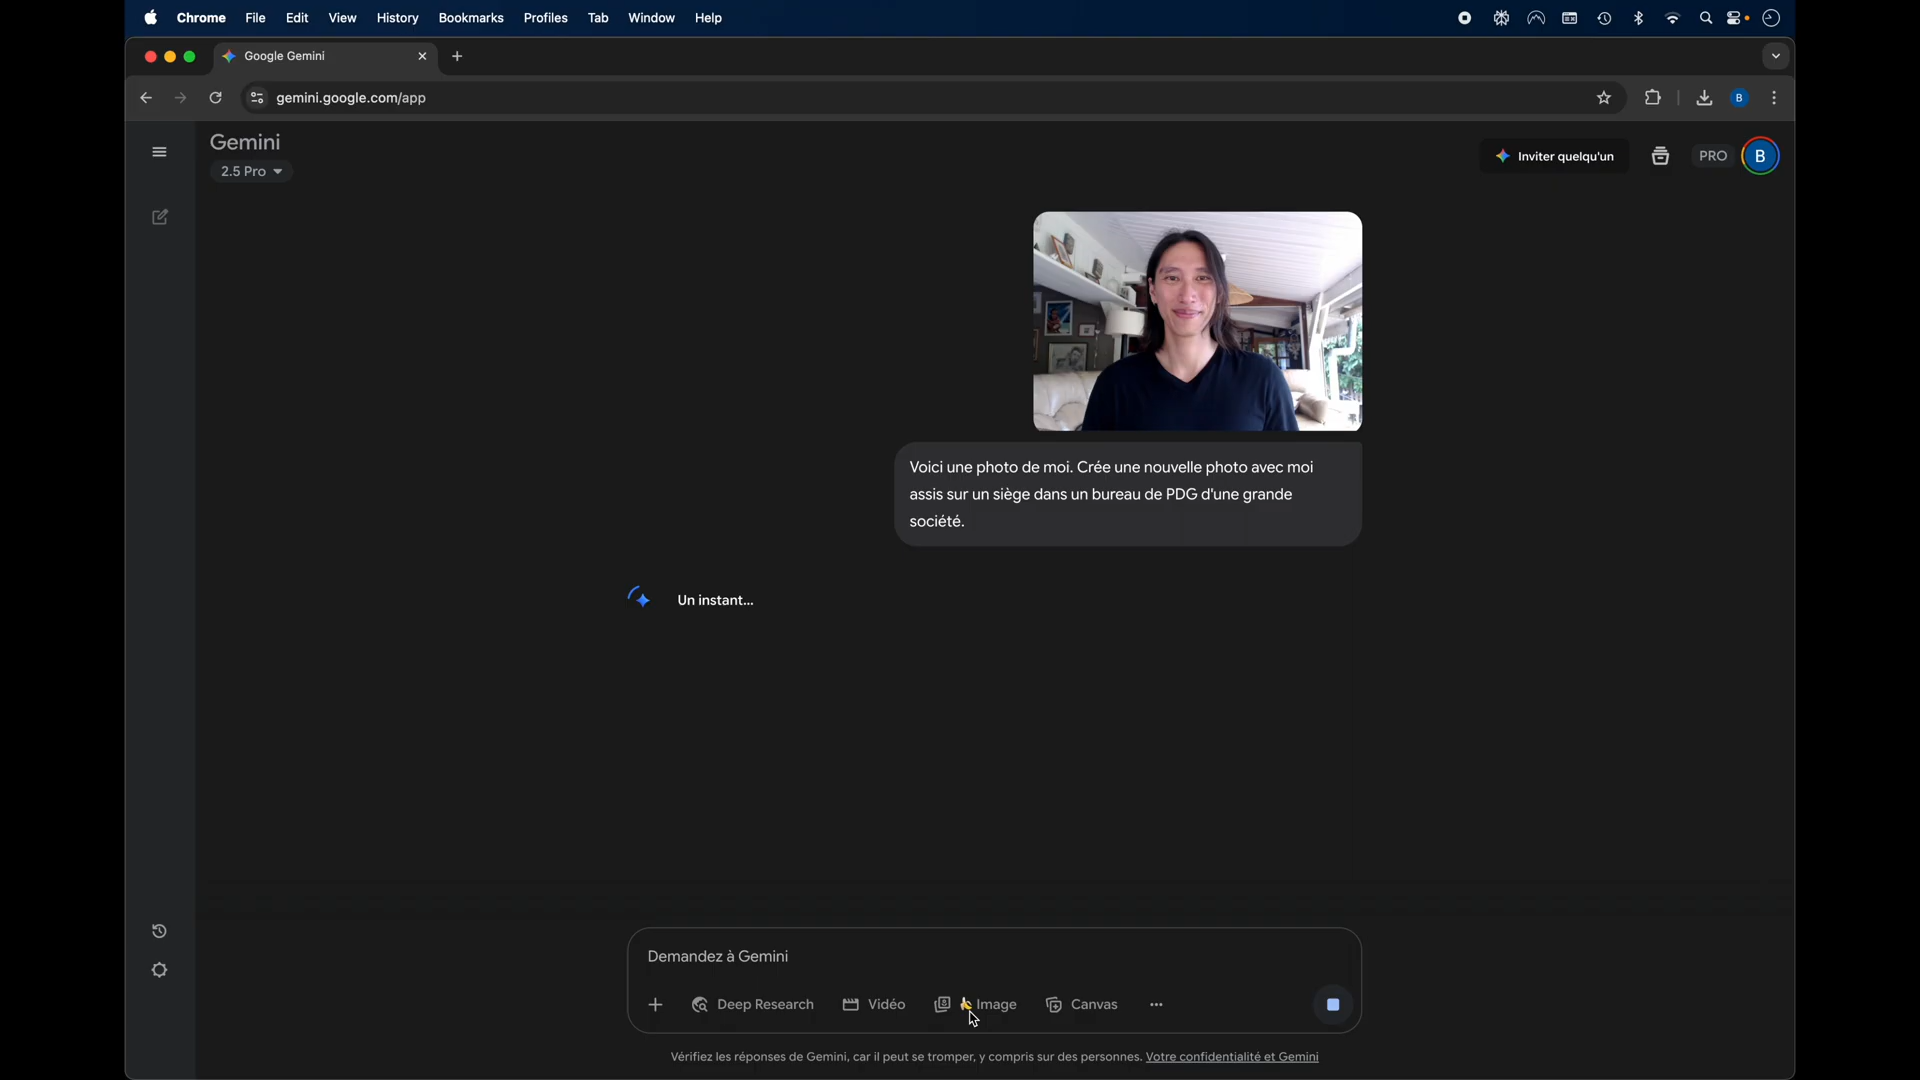 Chrome File Edit View History Bookmarks Profiles Tab Window Help
Google Gemini
gemini.google.com/app
B
Gemini
2.5 Pro
Inviter quelqu'un
PRO
B
Voici une photo de moi. Crée une nouvelle photo avec moi
assis sur un siège dans un bureau de PDG d'une grande
société.
Un instant...
Demandez à Gemini
Deep Research Vidéo Image Canvas
Vérifiez les réponses de Gemini, car il peut se tromper, y compris sur des personnes. Votre confidentialité et Gemini